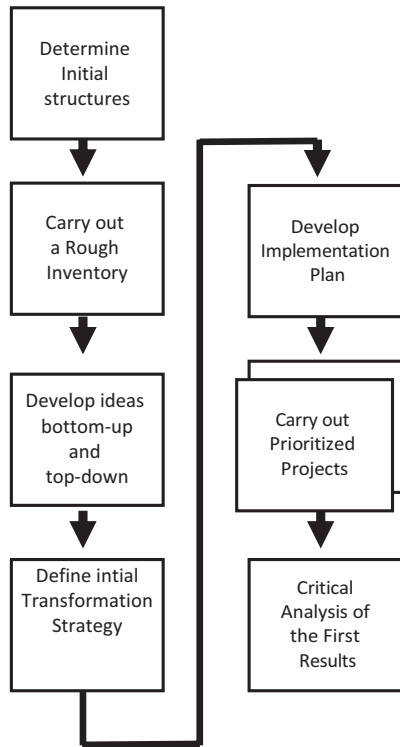 Determine
Initial
structures
Carry out
a Rough
Inventory
Develop ideas
bottom-up
and
top-down
Define intial
Transformation
Strategy
Develop
Implementation
Plan
Carry out
Prioritized
Projects
Critical
Analysis of
the First
Results